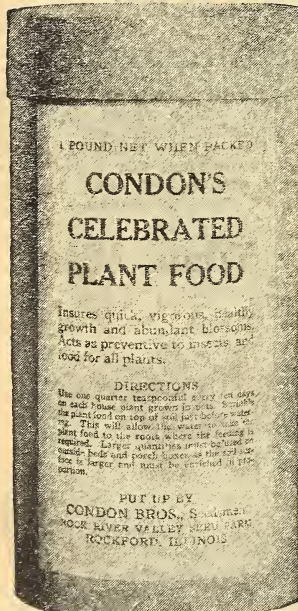 1 POUND NET WHEN PACKED
CONDON'S
CELEBRATED
PLANT FOOD
Insures quick, vigorous, healthy
growth and abundant blossoms.
Acts as preventive to insects and
food for all plants.
DIRECTIONS
Use one quarter teaspoonful every ten days
on each house plant grown in pots. Sprinkle
the plant food on top of soil just before water-
ing. This will allow the water to take the
plant food to the roots where the feeding is
required. Larger quantities must be used on
outside beds and porch boxes as the soil sur-
face is larger and must be enriched in pro-
portion.
PUT UP BY
CONDON BROS., Seedsmen
ROCK RIVER VALLEY SEED FARM
ROCKFORD, ILLINOIS